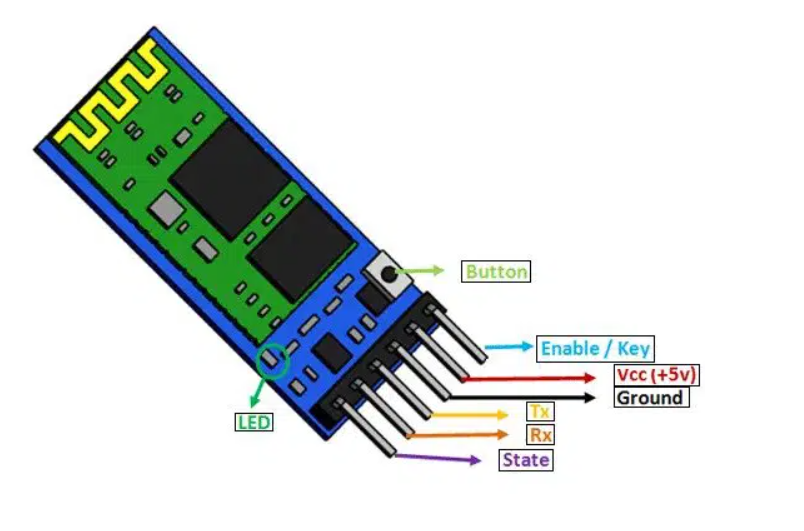 Button
Enable / Key
Vcc (+5v)
Ground
Tx
LED
Rx
State